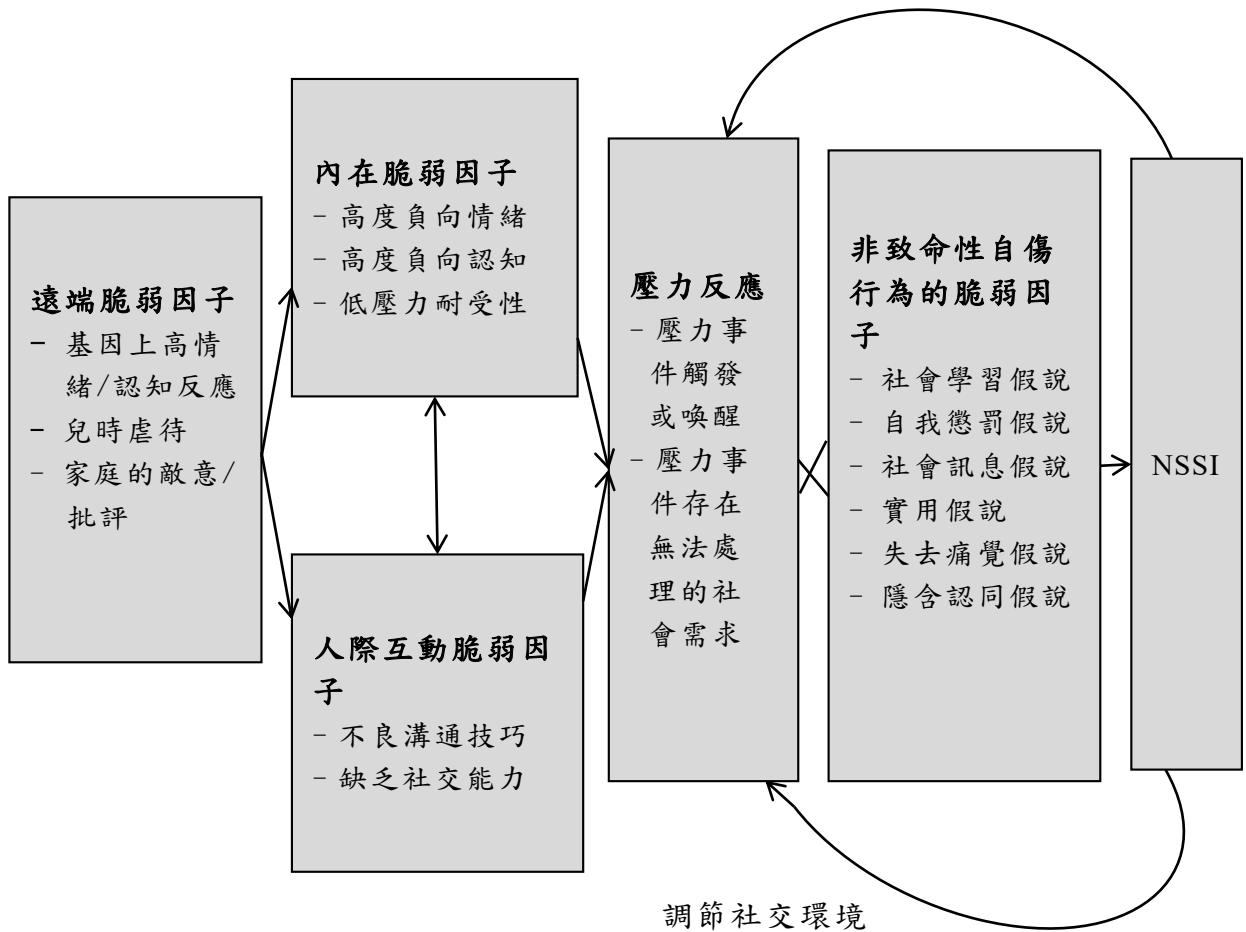 遠端脆弱因子
- 基因上高情
緒/認知反應
- 兒時虐待
- 家庭的敵意/
批評
內在脆弱因子
- 高度負向情緒
- 高度負向認知
- 低壓力耐受性
人際互動脆弱因
子
- 不良溝通技巧
- 缺乏社交能力
壓力反應
- 壓力事
件觸發
或喚醒
- 壓力事
件存在
無法處
理的社
會需求
非致命性自傷
行為的脆弱因
子
- 社會學習假說
- 自我懲罰假說
- 社會訊息假說
- 實用假說
- 失去痛覺假說
- 隱含認同假說
NSSI
調節社交環境